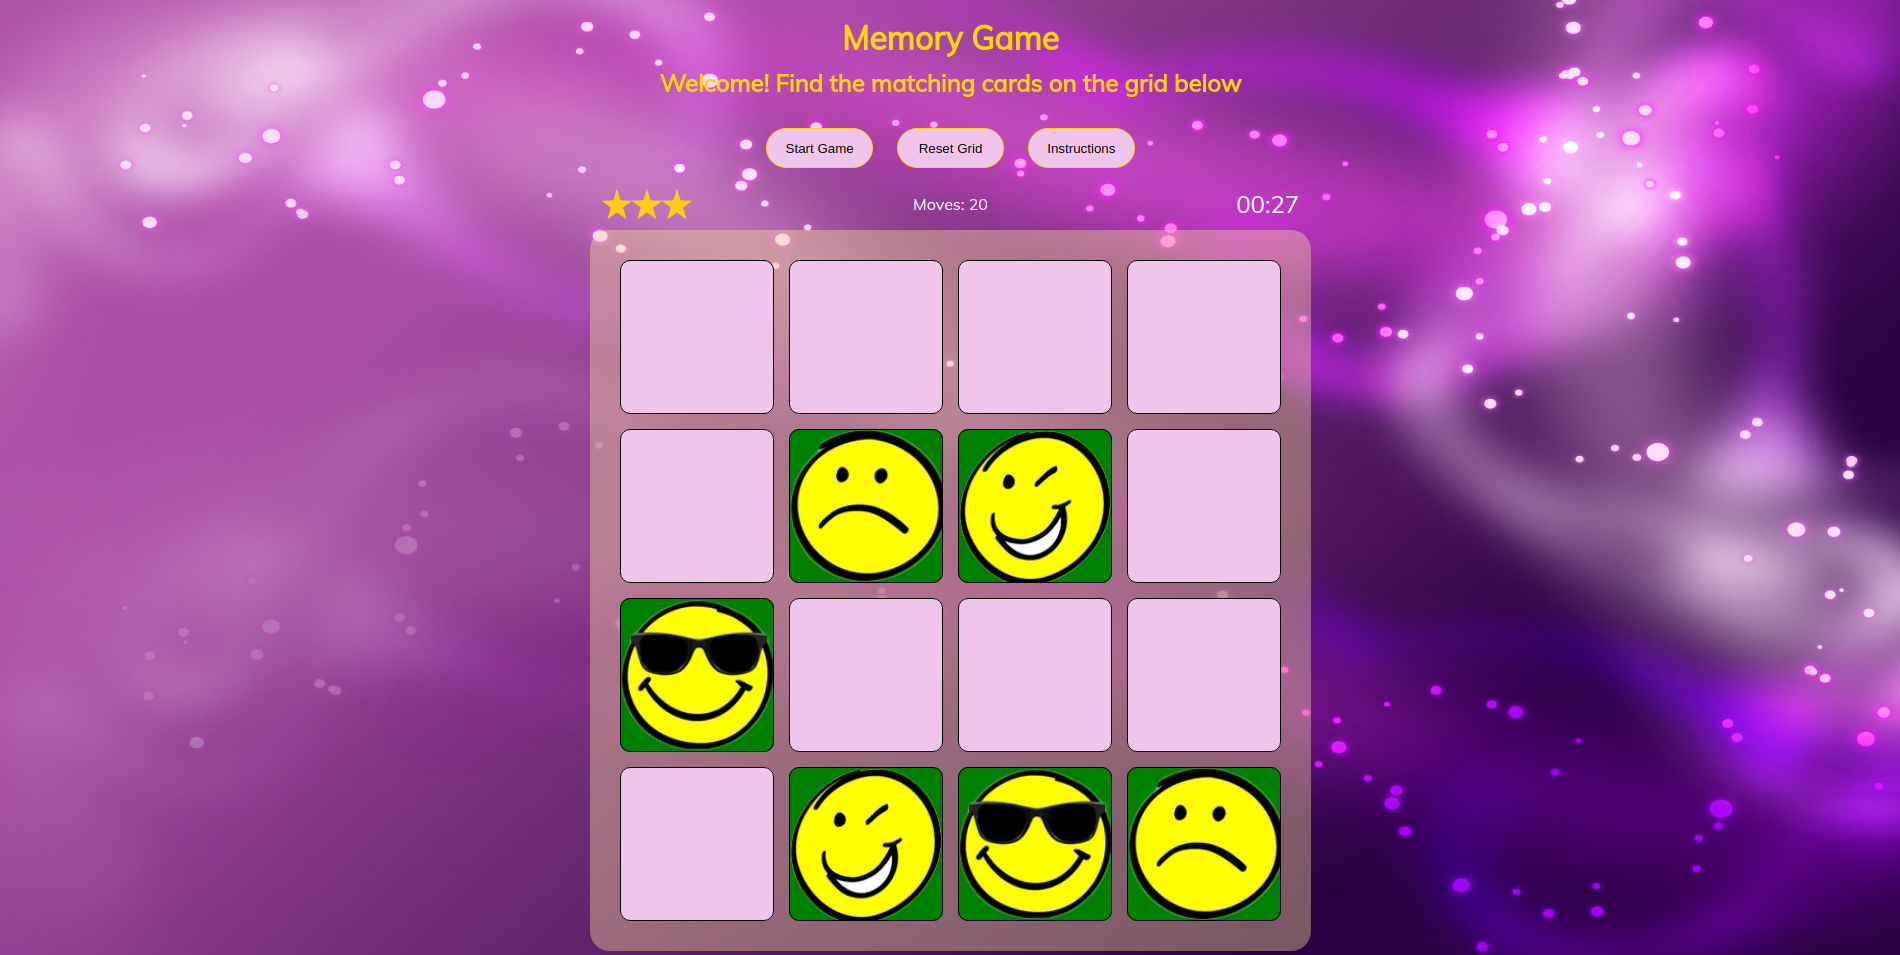 Memory Game
Welcome! Find the matching cards on the grid below
Start Game
Reset Grid
Instructions
Moves: 20
00:27